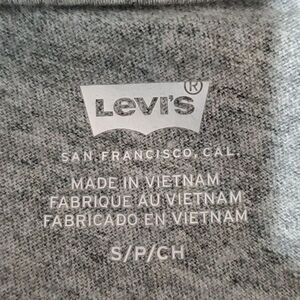 Levi's®
SAN FRANCISCO, CAL.
MADE IN VIETNAM
FABRIQUE AU VIETNAM
FABRICADO EN VIETNAM
S/P/CH